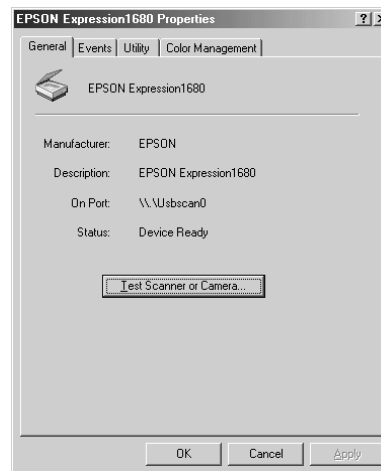 EPSON Expression1680 Properties
General Events Utility Color Management
EPSON Expression1680
Manufacturer: EPSON
Description: EPSON Expression1680
On Port: \\.\Usbscan0
Status: Device Ready
Test Scanner or Camera...
OK Cancel Apply